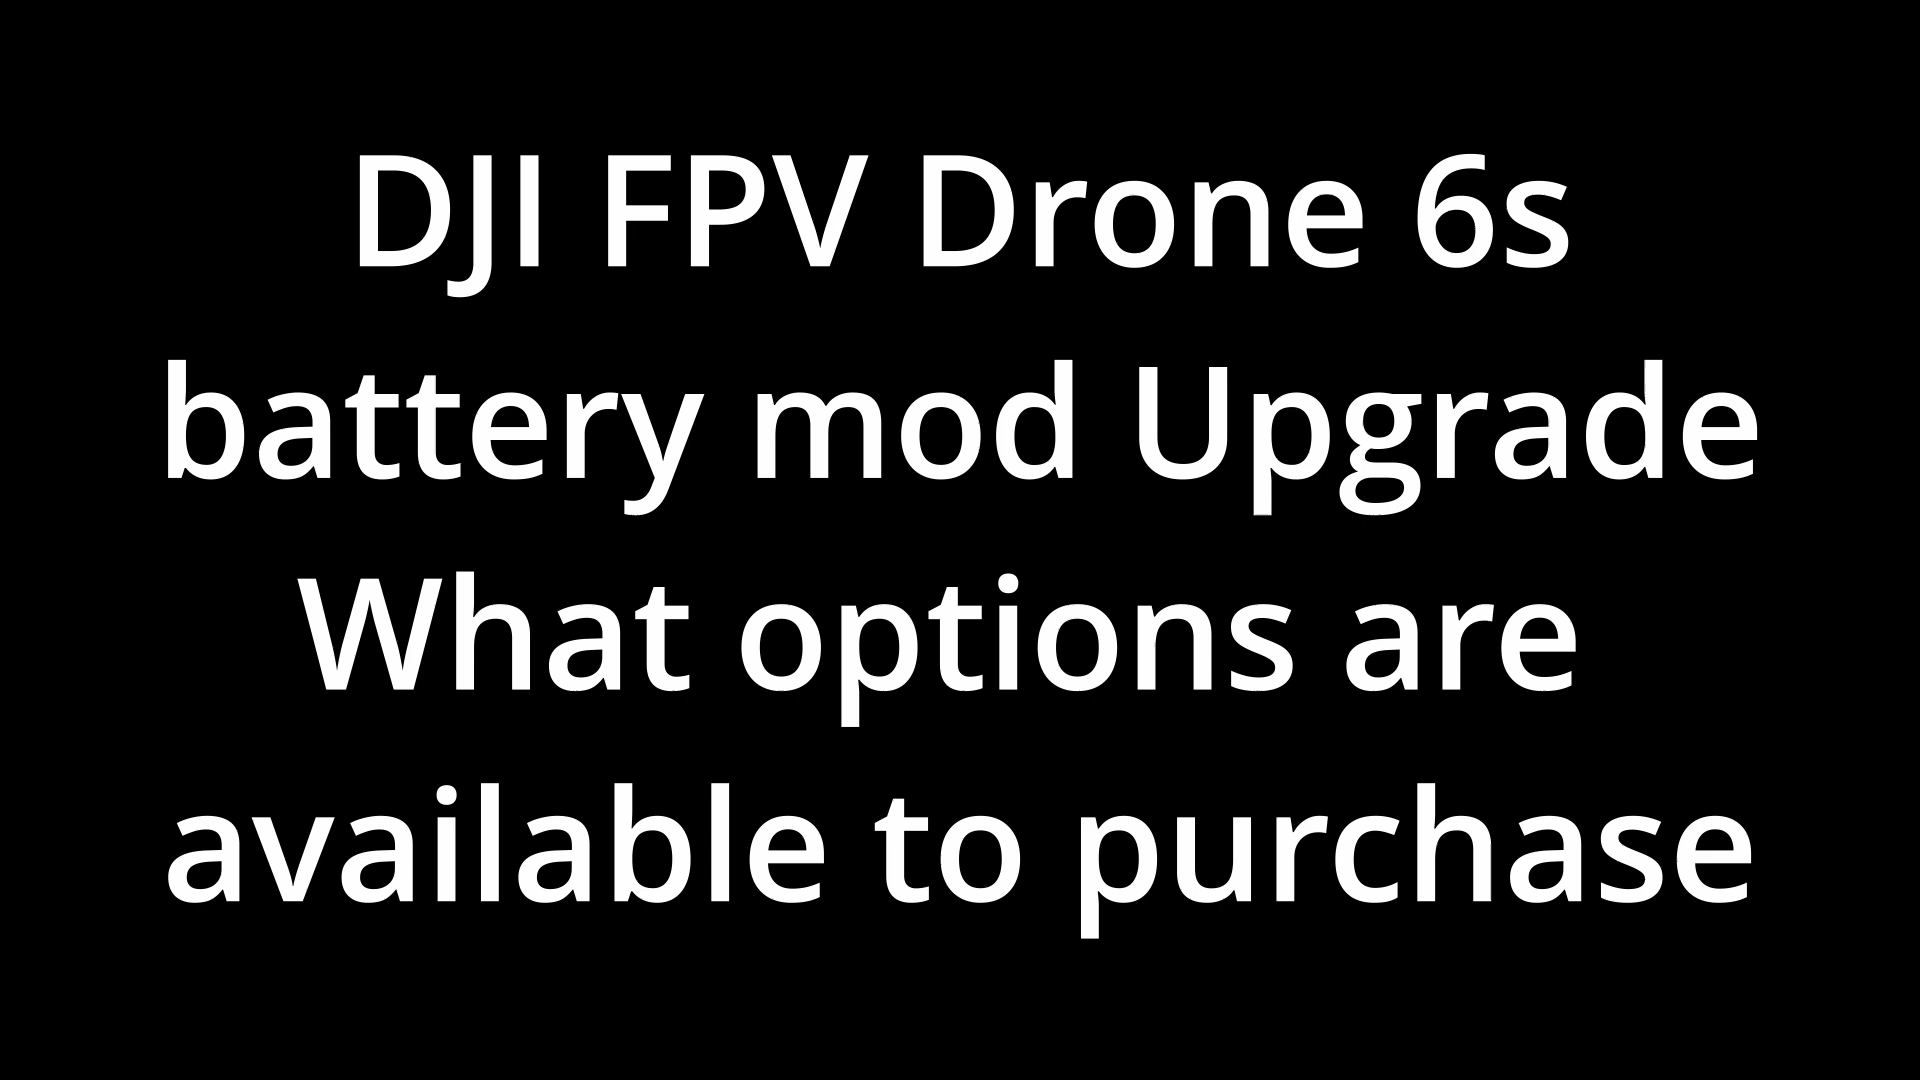 DJI FPV Drone 6s
battery mod Upgrade
What options are
available to purchase